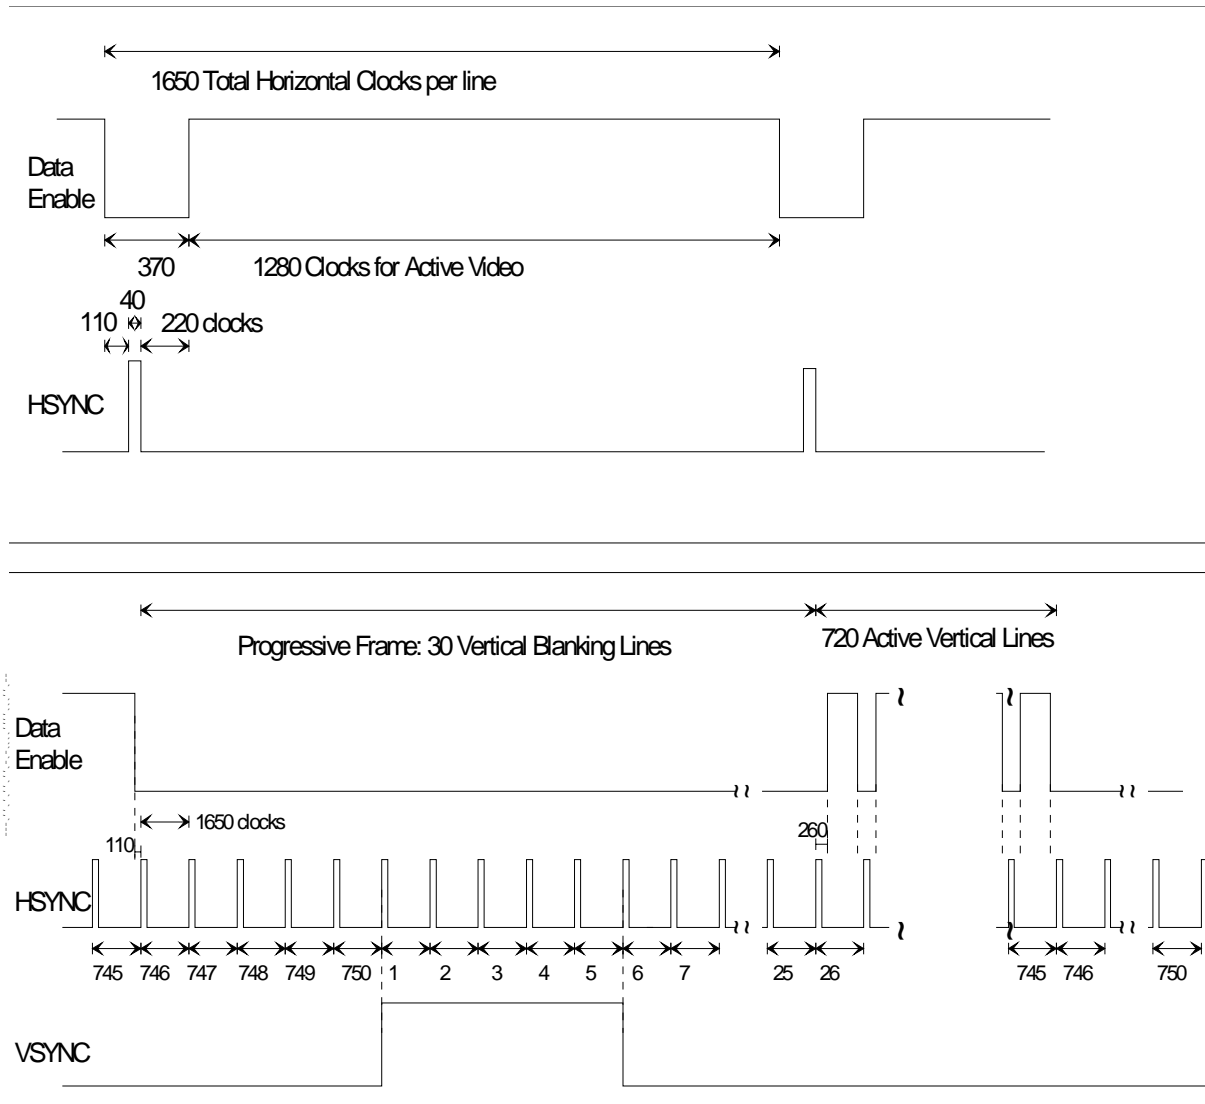 1650 Total Horizontal Clocks per line
Data
Enable
370
1280 Clocks for Active Video
40
110
220 clocks
HSYNC
Progressive Frame: 30 Vertical Blanking Lines
720 Active Vertical Lines
Data
Enable
1650 clocks
110
260
HSYNC
745 746 747 748 749 750 1 2 3 4 5 6 7 25 26 745 746 750
VSYNC